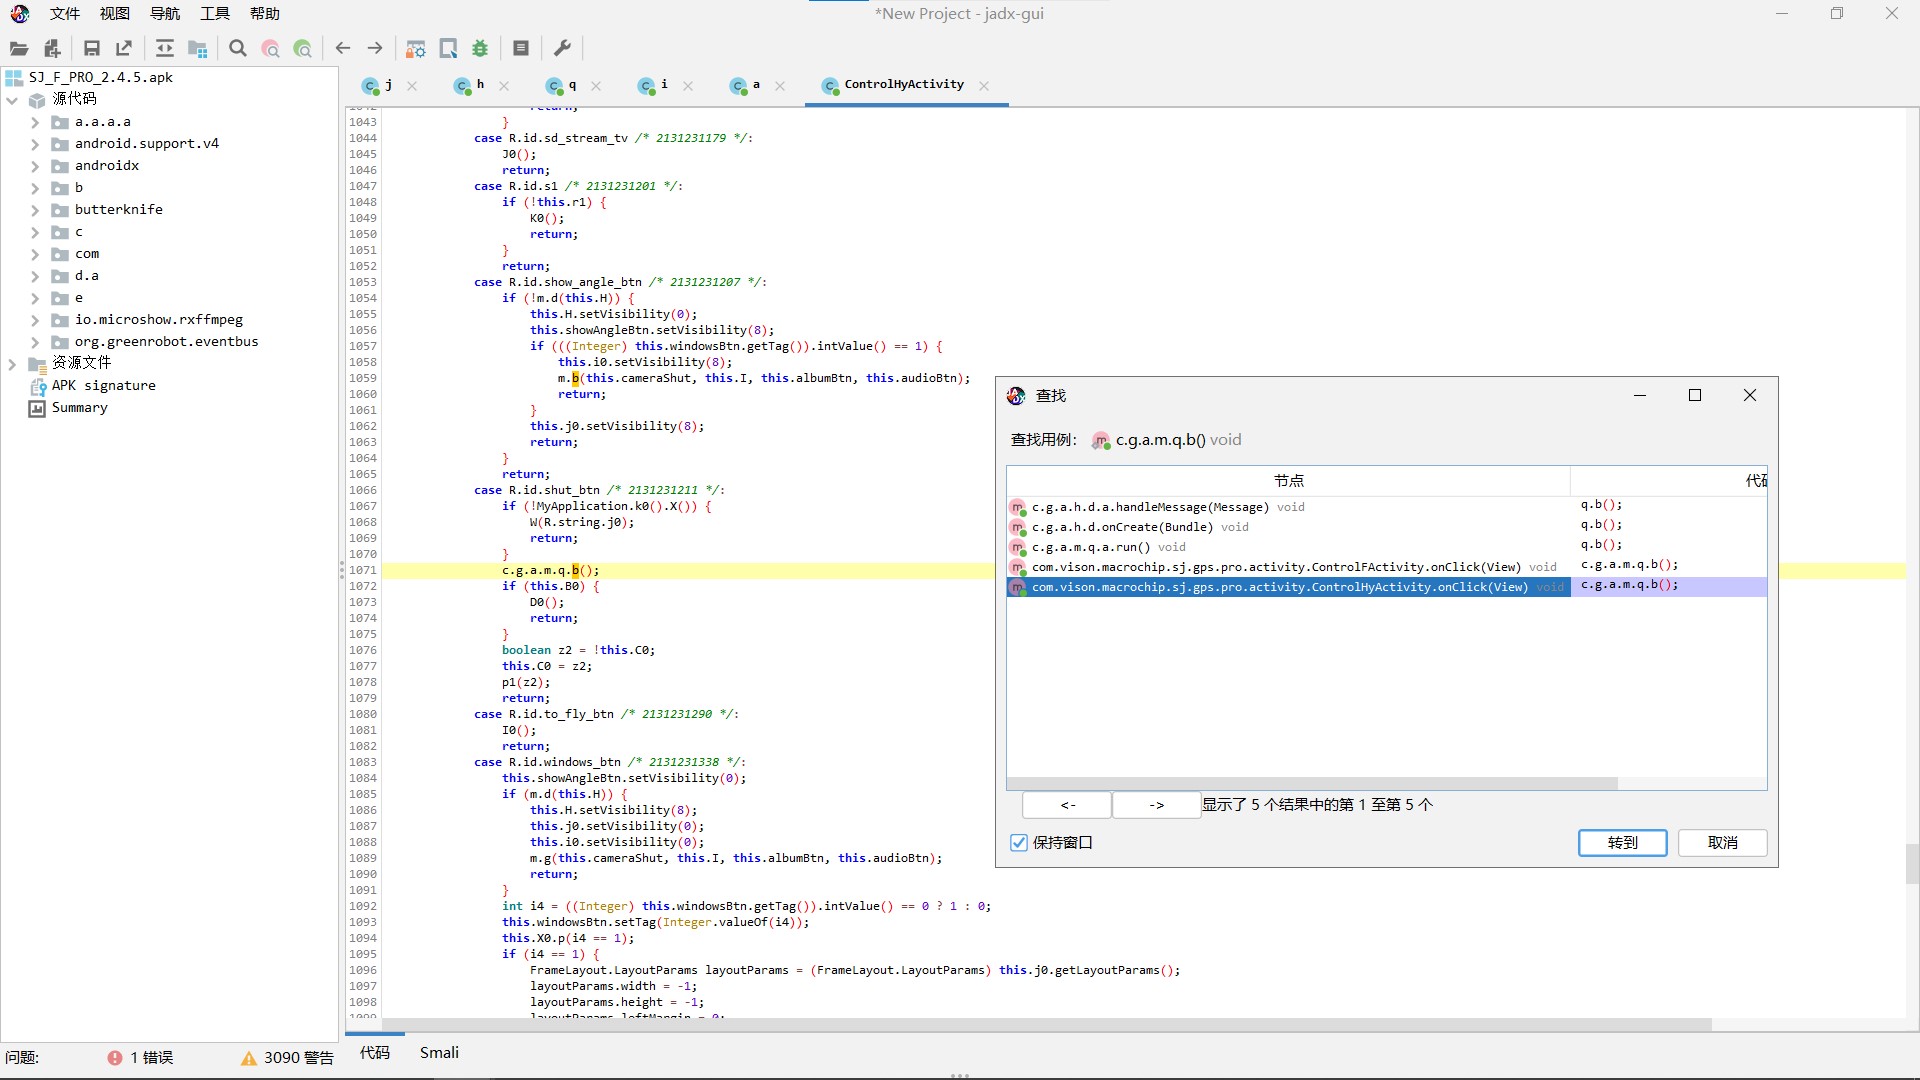 文件 视图 导航 工具 帮助
*New Project - jadx-gui
SJ_F_PRO_2.4.5.apk
源代码
a.a.a.a
android.support.v4
androidx
b
butterknife
c
com
d.a
e
io.microshow.rxffmpeg
org.greenrobot.eventbus
资源文件
APK signature
Summary
j h q i a ControlHyActivity
1043 }
1044 case R.id.sd_stream_tv /* 2131231179 */:
1045 J0();
1046 return;
1047 case R.id.s1 /* 2131231201 */:
1048 if (!this.r1) {
1049 K0();
1050 return;
1051 }
1052 return;
1053 case R.id.show_angle_btn /* 2131231207 */:
1054 if (!m.d(this.H)) {
1055 this.H.setVisibility(0);
1056 this.showAngleBtn.setVisibility(8);
1057 if (((Integer) this.windowsBtn.getTag()).intValue() == 1) {
1058 this.i0.setVisibility(8);
1059 m.b(this.cameraShut, this.I, this.albumBtn, this.audioBtn);
1060 return;
1061 }
1062 this.j0.setVisibility(8);
1063 return;
1064 }
1065 return;
1066 case R.id.shut_btn /* 2131231211 */:
1067 if (!MyApplication.k0().X()) {
1068 W(R.string.j0);
1069 return;
1070 }
1071 c.g.a.m.q.b();
1072 if (this.B0) {
1073 D0();
1074 return;
1075 }
1076 boolean z2 = !this.C0;
1077 this.C0 = z2;
1078 p1(z2);
1079 return;
1080 case R.id.to_fly_btn /* 2131231290 */:
1081 I0();
1082 return;
1083 case R.id.windows_btn /* 2131231338 */:
1084 this.showAngleBtn.setVisibility(0);
1085 if (m.d(this.H)) {
1086 this.H.setVisibility(8);
1087 this.j0.setVisibility(0);
1088 this.i0.setVisibility(0);
1089 m.g(this.cameraShut, this.I, this.albumBtn, this.audioBtn);
1090 return;
1091 }
1092 int i4 = ((Integer) this.windowsBtn.getTag()).intValue() == 0 ? 1 : 0;
1093 this.windowsBtn.setTag(Integer.valueOf(i4));
1094 this.X0.p(i4 == 1);
1095 if (i4 == 1) {
1096 FrameLayout.LayoutParams layoutParams = (FrameLayout.LayoutParams) this.j0.getLayoutParams();
1097 layoutParams.width = -1;
1098 layoutParams.height = -1;
查找
查找用例: c.g.a.m.q.b() void
节点
c.g.a.h.d.a.handleMessage(Message) void q.b();
c.g.a.h.d.onCreate(Bundle) void q.b();
c.g.a.m.q.a.run() void q.b();
com.vison.macrochip.sj.gps.pro.activity.ControlFActivity.onClick(View) void c.g.a.m.q.b();
com.vison.macrochip.sj.gps.pro.activity.ControlHyActivity.onClick(View) void c.g.a.m.q.b();
<- -> 显示了 5 个结果中的第 1 至第 5 个
保持窗口 转到 取消
问题: 1 错误 3090 警告 代码 Smali